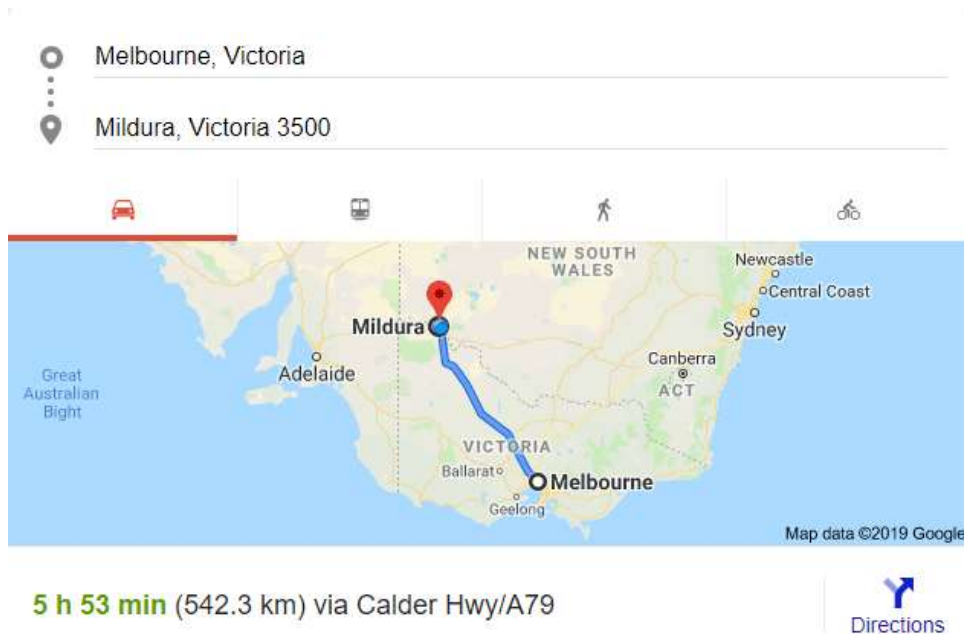 Melbourne, Victoria
Mildura, Victoria 3500
NEW SOUTH
WALES
Newcastle
Central Coast
Sydney
Mildura
Canberra
ACT
Adelaide
Great
Australian
Bight
VICTORIA
Ballarat
Melbourne
Geelong
Map data ©2019 Google
5 h 53 min (542.3 km) via Calder Hwy/A79
Directions